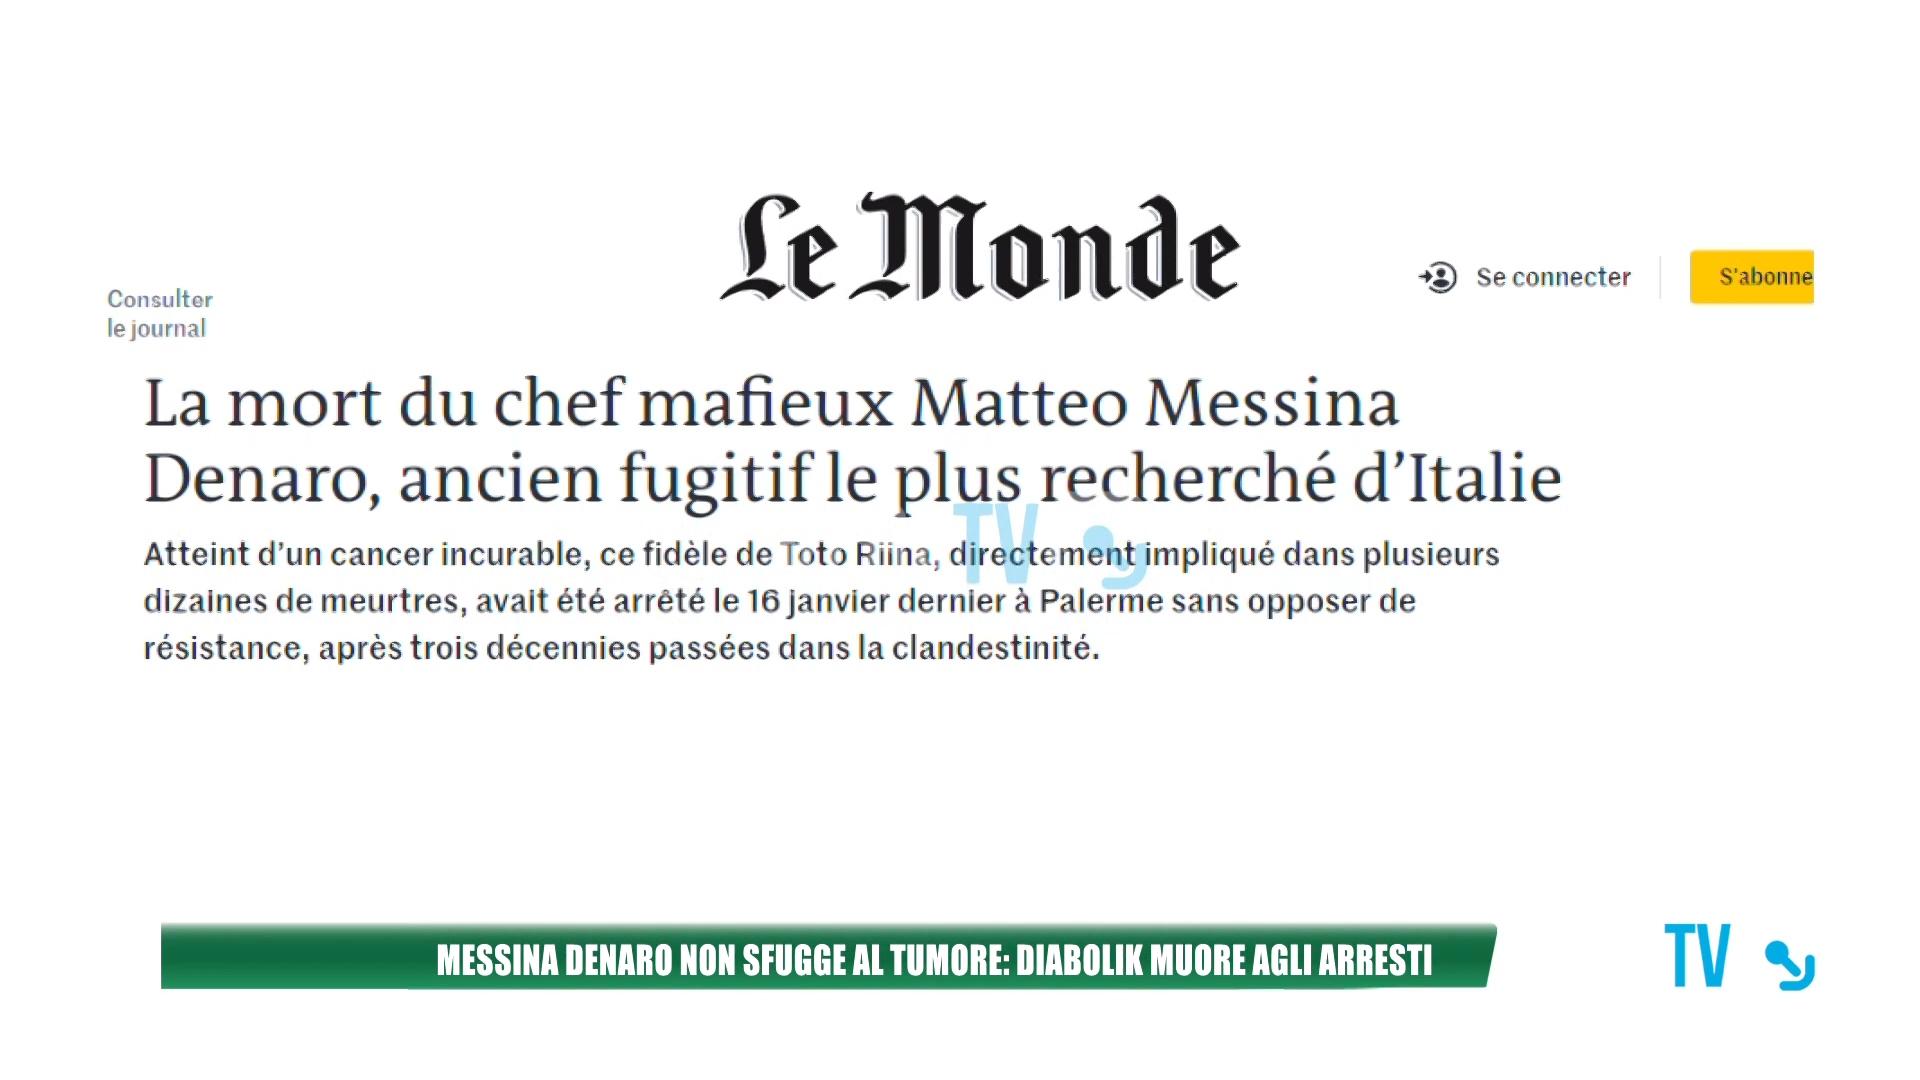 Le Monde
Consulter
le journal
Se connecter
S'abonne
La mort du chef mafieux Matteo Messina
Denaro, ancien fugitif le plus recherché d’Italie
Atteint d’un cancer incurable, ce fidèle de Toto Riina, directement impliqué dans plusieurs
dizaines de meurtres, avait été arrêté le 16 janvier dernier à Palerme sans opposer de
résistance, après trois décennies passées dans la clandestinité.
TV
MESSINA DENARO NON SFUGGE AL TUMORE: DIABOLIK MUORE AGLI ARRESTI
TV